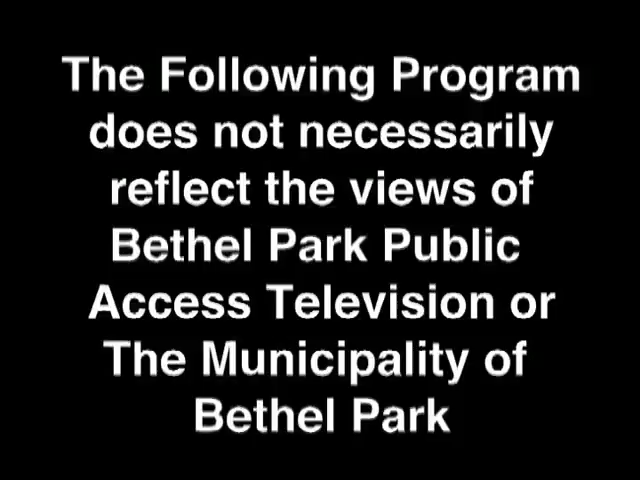 The Following Program
does not necessarily
reflect the views of
Bethel Park Public
Access Television or
The Municipality of
Bethel Park